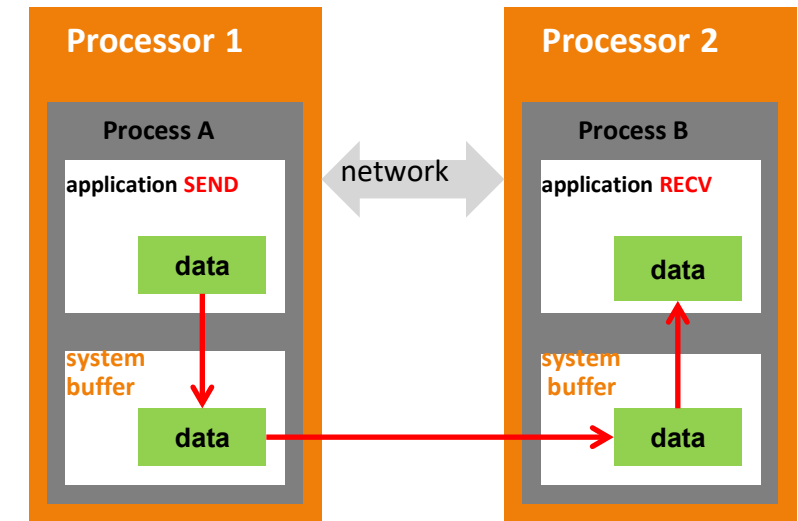 Processor 1
Process A
application SEND
data
system
buffer
data
network
Processor 2
Process B
application RECV
data
system
buffer
data